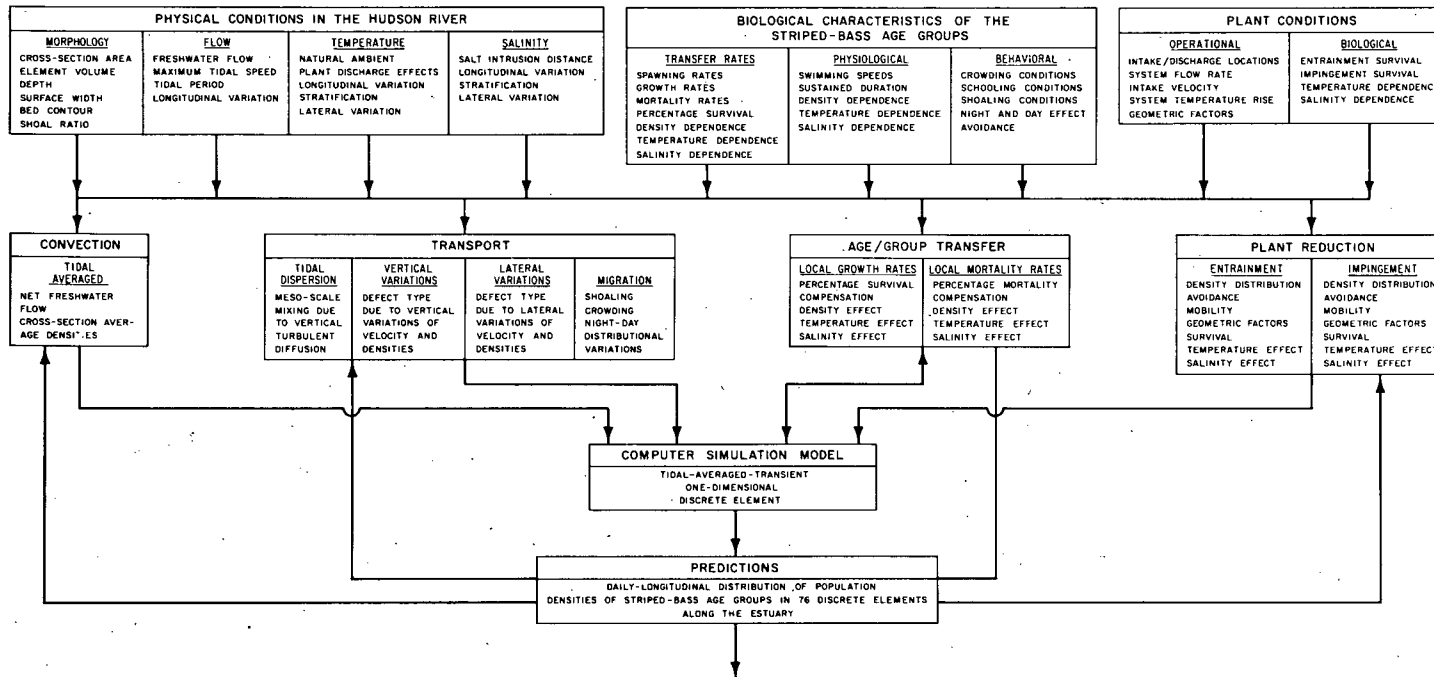 PHYSICAL CONDITIONS IN THE HUDSON RIVER
MORPHOLOGY
CROSS-SECTION AREA
ELEMENT VOLUME
DEPTH
SURFACE WIDTH
BED CONTOUR
SHOAL RATIO
FLOW
FRESHWATER FLOW
MAXIMUM TIDAL SPEED
TIDAL PERIOD
LONGITUDINAL VARIATION
TEMPERATURE
NATURAL AMBIENT
PLANT DISCHARGE EFFECTS
LONGITUDINAL VARIATION
STRATIFICATION
LATERAL VARIATION
SALINITY
SALT INTRUSION DISTANCE
LONGITUDINAL VARIATION
STRATIFICATION
LATERAL VARIATION
BIOLOGICAL CHARACTERISTICS OF THE
STRIPED-BASS AGE GROUPS
TRANSFER RATES
SPAWNING RATES
GROWTH RATES
MORTALITY RATES
PERCENTAGE SURVIVAL
DENSITY DEPENDENCE
TEMPERATURE DEPENDENCE
SALINITY DEPENDENCE
PHYSIOLOGICAL
SWIMMING SPEEDS
SUSTAINED DURATION
DENSITY DEPENDENCE
TEMPERATURE DEPENDENCE
SALINITY DEPENDENCE
BEHAVIORAL
CROWDING CONDITIONS
SCHOOLING CONDITIONS
SHOALING CONDITIONS
NIGHT AND DAY EFFECT
AVOIDANCE
PLANT CONDITIONS
OPERATIONAL
INTAKE/DISCHARGE LOCATIONS
SYSTEM FLOW RATE
INTAKE VELOCITY
SYSTEM TEMPERATURE RISE
GEOMETRIC FACTORS
BIOLOGICAL
ENTRAINMENT SURVIVAL
IMPINGEMENT SURVIVAL
TEMPERATURE DEPENDENCE
SALINITY DEPENDENCE
CONVECTION
TIDAL
AVERAGED
NET FRESHWATER
FLOW
CROSS-SECTION AVER-
AGE DENSITIES
TRANSPORT
TIDAL
DISPERSION
MESO-SCALE
MIXING DUE
TO VERTICAL
TURBULENT
DIFFUSION
VERTICAL
VARIATIONS
DEFECT TYPE
DUE TO VERTICAL
VARIATIONS OF
VELOCITY AND
DENSITIES
LATERAL
VARIATIONS
DEFECT TYPE
DUE TO LATERAL
VARIATIONS OF
VELOCITY AND
DENSITIES
MIGRATION
SHOALING
CROWDING
NIGHT-DAY
DISTRIBUTIONAL
VARIATIONS
AGE/GROUP TRANSFER
LOCAL GROWTH RATES
PERCENTAGE SURVIVAL
COMPENSATION
DENSITY EFFECT
TEMPERATURE EFFECT
SALINITY EFFECT
LOCAL MORTALITY RATES
PERCENTAGE MORTALITY
COMPENSATION
DENSITY EFFECT
TEMPERATURE EFFECT
SALINITY EFFECT
PLANT REDUCTION
ENTRAINMENT
DENSITY DISTRIBUTION
AVOIDANCE
MOBILITY
GEOMETRIC FACTORS
SURVIVAL
TEMPERATURE EFFECT
SALINITY EFFECT
IMPINGEMENT
DENSITY DISTRIBUTION
AVOIDANCE
MOBILITY
GEOMETRIC FACTORS
SURVIVAL
TEMPERATURE EFFECT
SALINITY EFFECT
COMPUTER SIMULATION MODEL
TIDAL-AVERAGED-TRANSIENT
ONE-DIMENSIONAL
DISCRETE ELEMENT
PREDICTIONS
DAILY-LONGITUDINAL DISTRIBUTION OF POPULATION
DENSITIES OF STRIPED-BASS AGE GROUPS IN 76 DISCRETE ELEMENTS
ALONG THE ESTUARY